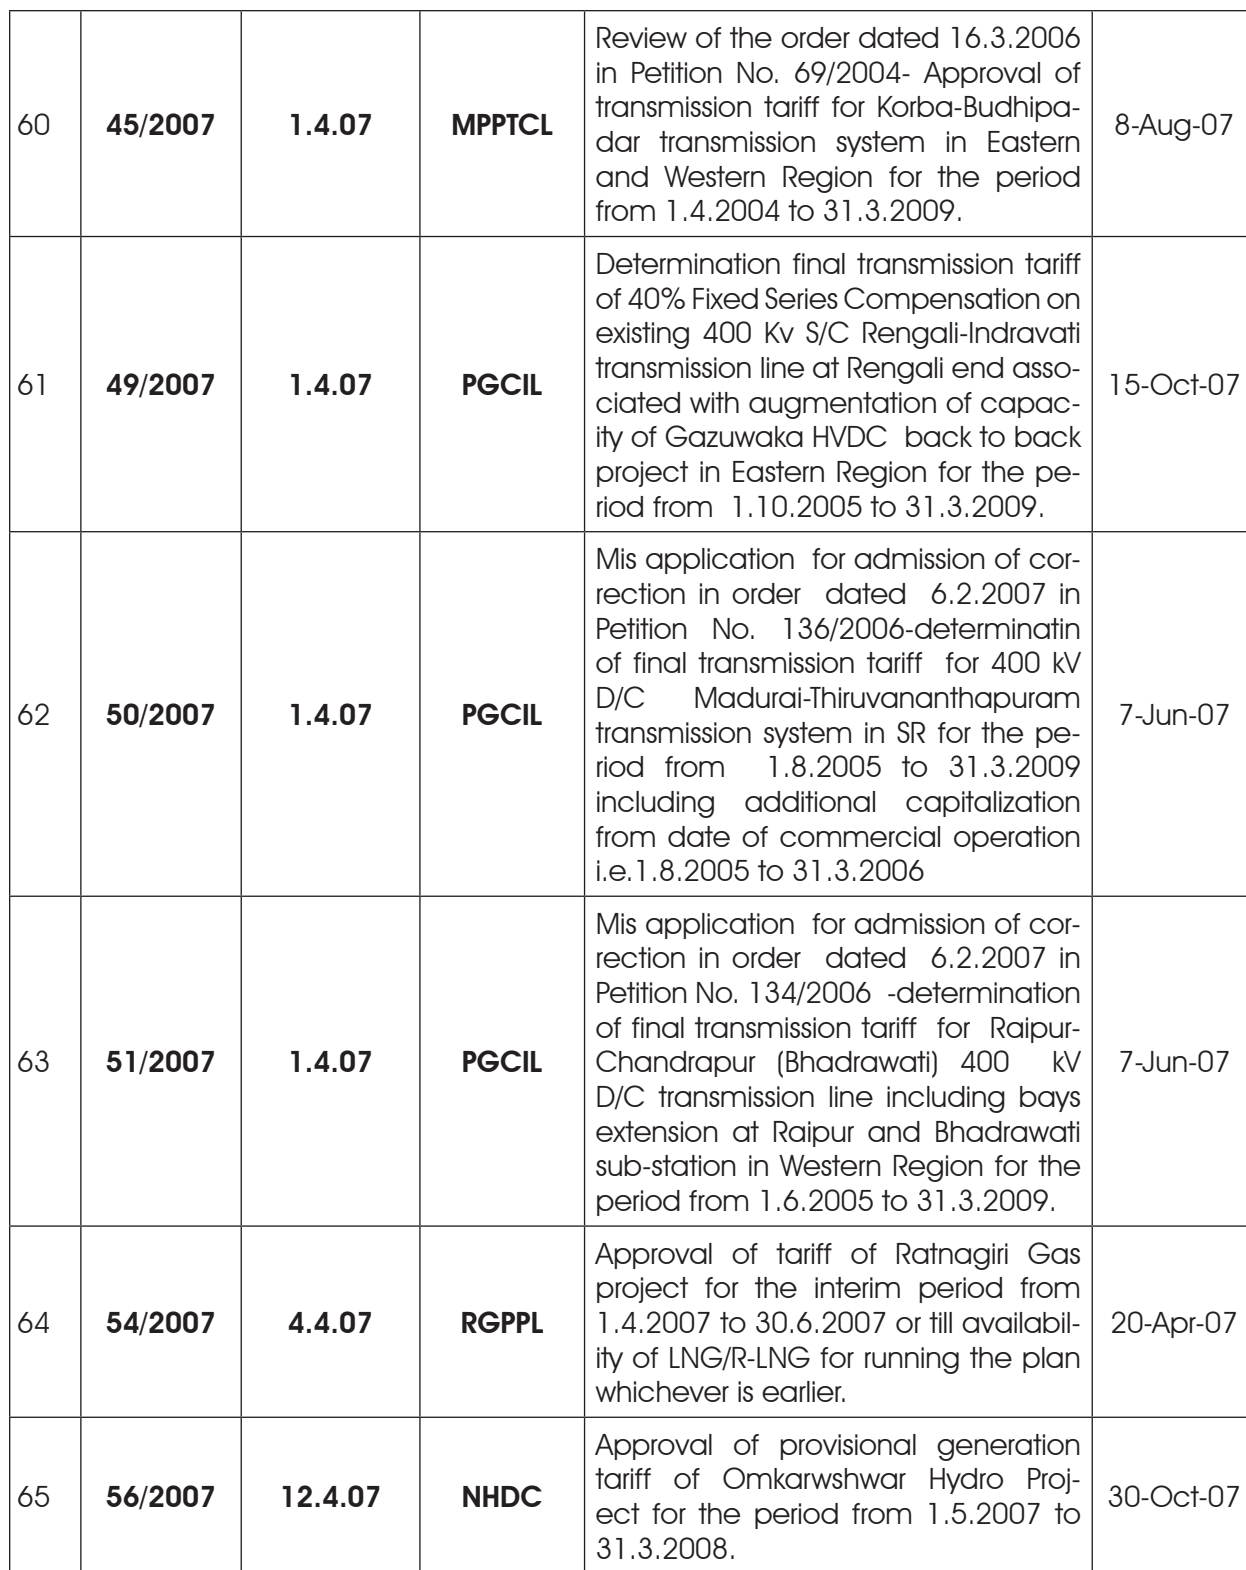 Review of the order dated 16.3.2006
in Petition No. 69/2004- Approval of
transmission tariff for Korba-Budhipa-
60 45/2007 1.4.07 MPPTCL dar transmission system in Eastern 8-Aug-07
and Western Region for the period
from 1.4.2004 to 31.3.2009.
Determination final transmission tariff
of 40% Fixed Series Compensation on
existing 400 Kv S/C Rengali-Indravati
transmission line at Rengali end asso-
61 49/2007 1.4.07 PGCIL ciated with augmentation of capac- 15-Oct-07
ity of Gazuwaka HVDC back to back
project in Eastern Region for the pe-
riod from 1.10.2005 to 31.3.2009.
Mis application for admission of cor-
rection in order dated 6.2.2007 in
Petition No. 136/2006-determinatin
of final transmission tariff for 400 kV
D/C Madurai-Thiruvananthapuram
62 50/2007 1.4.07 PGCIL transmission system in SR for the pe- 7-Jun-07
riod from 1.8.2005 to 31.3.2009
including additional capitalization
from date of commercial operation
i.e.1.8.2005 to 31.3.2006
Mis application for admission of cor-
rection in order dated 6.2.2007 in
Petition No. 134/2006 -determination
of final transmission tariff for Raipur-
63 51/2007 1.4.07 PGCIL Chandrapur (Bhadrawati) 400 kV 7-Jun-07
D/C transmission line including bays
extension at Raipur and Bhadrawati
sub-station in Western Region for the
period from 1.6.2005 to 31.3.2009.
Approval of tariff of Ratnagiri Gas
project for the interim period from
64 54/2007 4.4.07 RGPPL 1.4.2007 to 30.6.2007 or till availabil- 20-Apr-07
ity of LNG/R-LNG for running the plan
whichever is earlier.
Approval of provisional generation
tariff of Omkarwshwar Hydro Proj-
65 56/2007 12.4.07 NHDC ect for the period from 1.5.2007 to 30-Oct-07
31.3.2008.